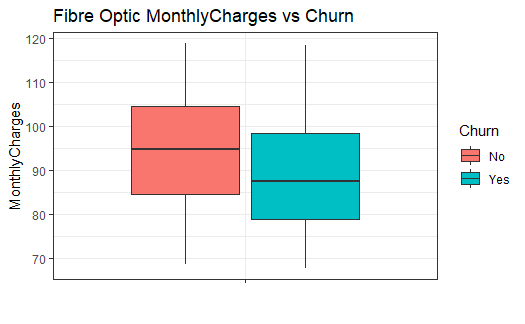 Fibre Optic MonthlyCharges vs Churn
120
110
100
90
80
70
MonthlyCharges
Churn
No
Yes